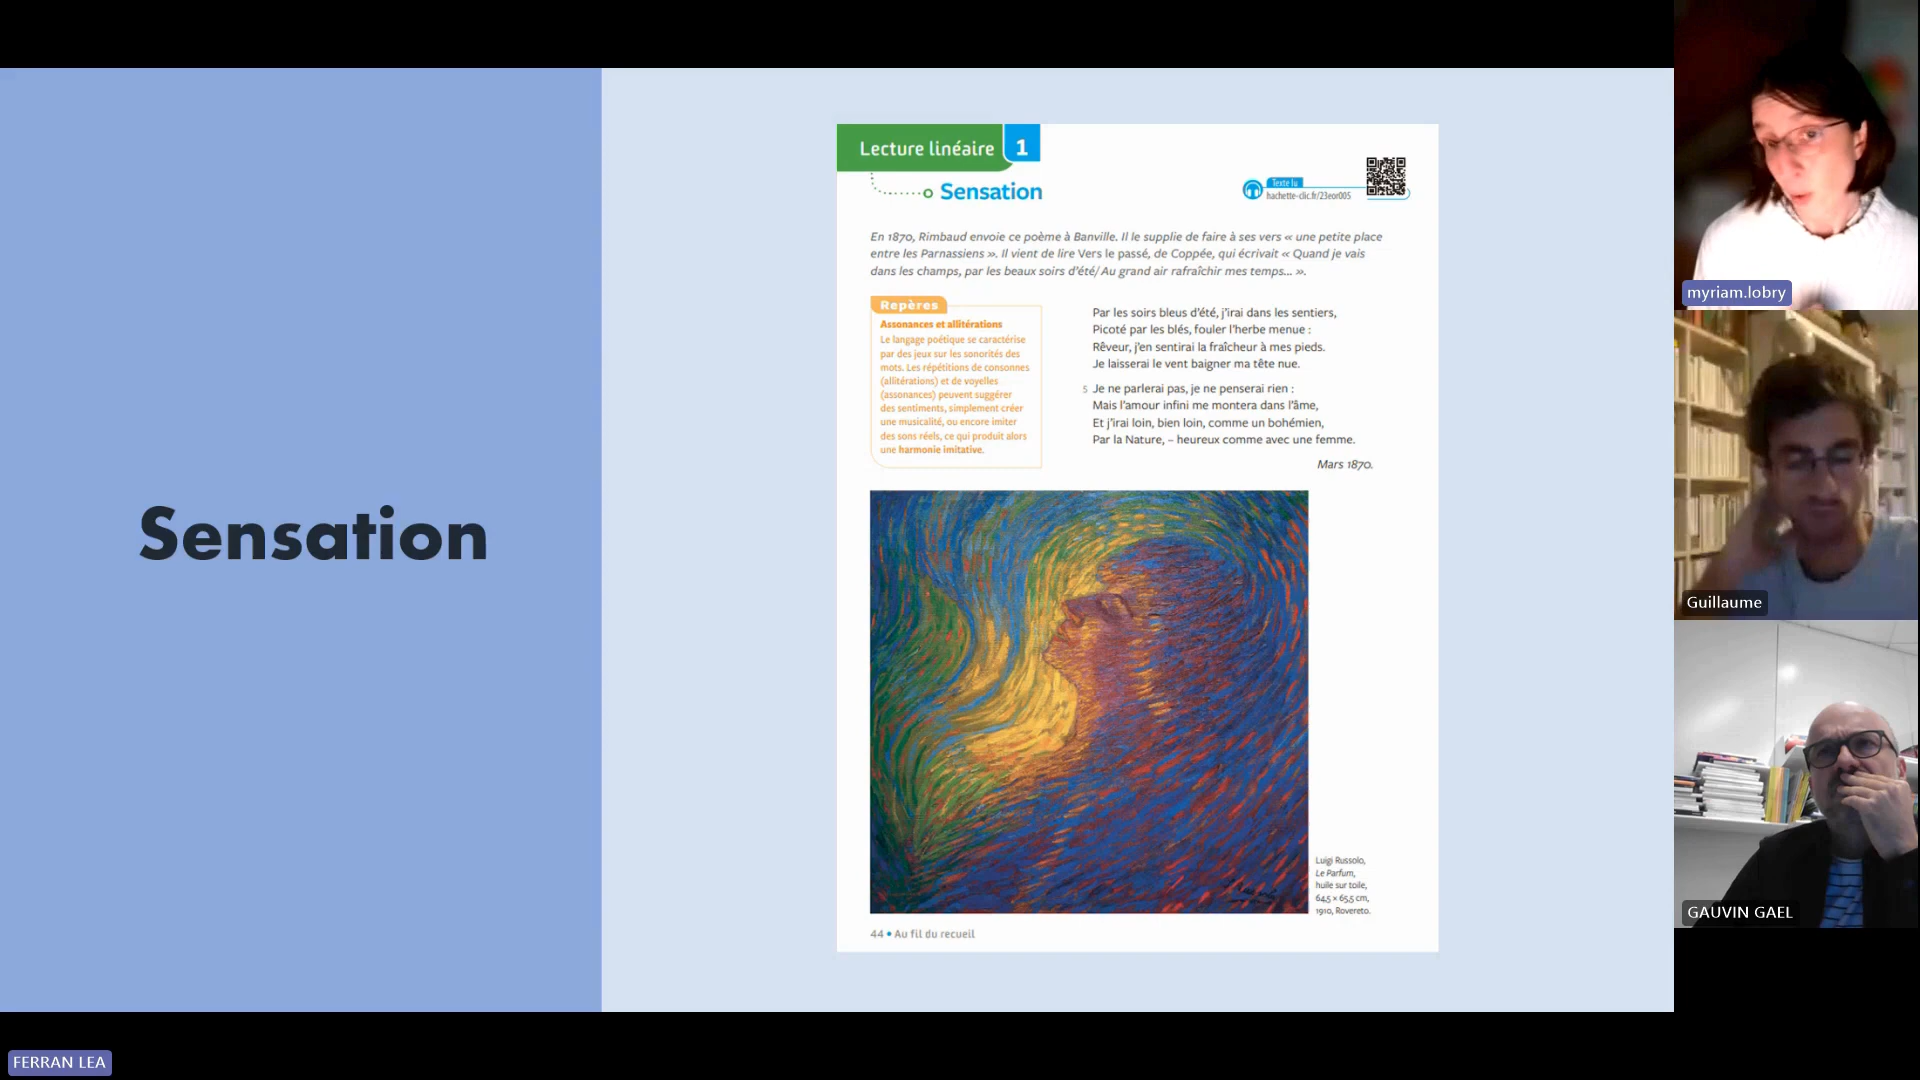 Sensation
Lecture linéaire 1
Sensation
Texte lu
hachette-clic.fr/23eor005
En 1870, Rimbaud envoie ce poème à Banville. Il le supplie de faire à ses vers « une petite place
entre les Parnassiens ». Il vient de lire Vers le passé, de Coppée, qui écrivait « Quand je vais
dans les champs, par les beaux soirs d'été/ Au grand air rafraîchir mes temps... ».
Repères
Assonances et allitérations
Le langage poétique se caractérise
par des jeux sur les sonorités des
mots. Les répétitions de consonnes
(allitérations) et de voyelles
(assonances) peuvent suggérer
des sentiments, simplement créer
une musicalité, ou encore imiter
des sons réels, ce qui produit alors
une harmonie imitative.
Par les soirs bleus d'été, j'irai dans les sentiers,
Picoté par les blés, fouler l'herbe menue :
Rêveur, j'en sentirai la fraîcheur à mes pieds.
Je laisserai le vent baigner ma tête nue.
5 Je ne parlerai pas, je ne penserai rien :
Mais l'amour infini me montera dans l'âme,
Et j'irai loin, bien loin, comme un bohémien,
Par la Nature, – heureux comme avec une femme.
Mars 1870.
Luigi Russolo,
Le Parfum,
huile sur toile,
64,5 × 65,5 cm,
1910, Rovereto.
44 • Au fil du recueil
myriam.lobry
Guillaume
GAUVIN GAEL
FERRAN LEA